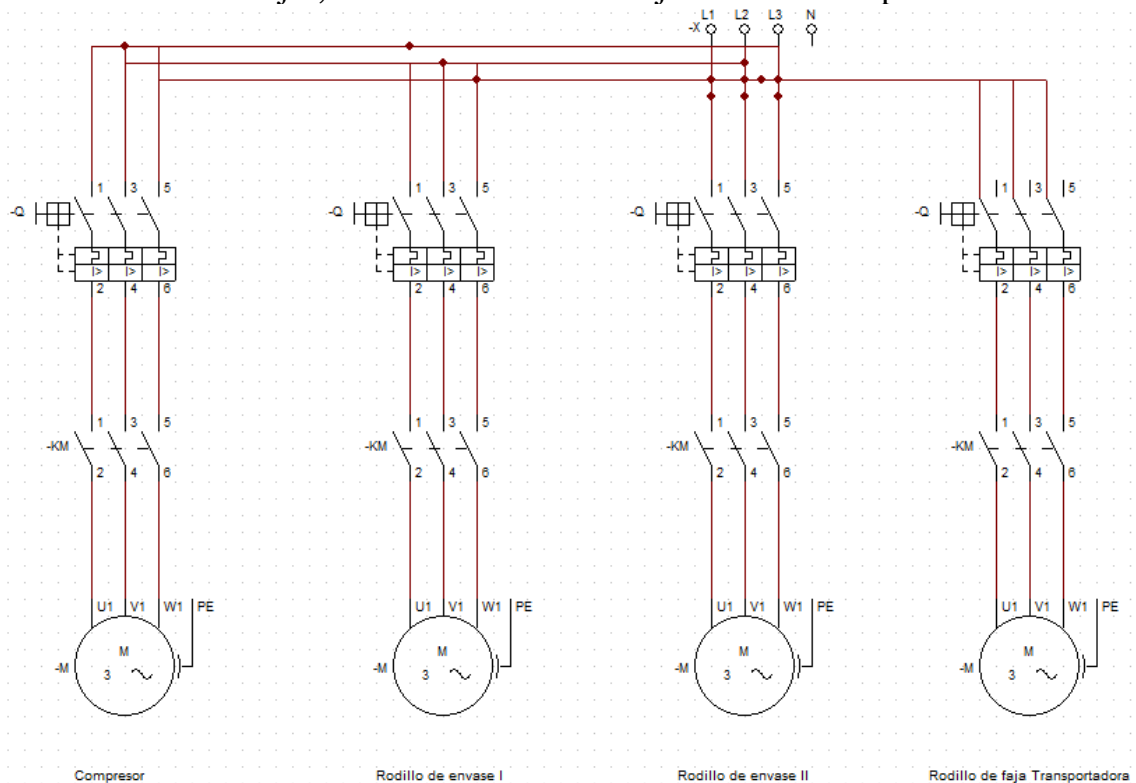 L1 L2 L3 N
-X
1 3 5 1 3 5 1 3 5 1 3 5
-Q -Q -Q -Q
I> I> I> I> I> I> I> I> I> I> I> I>
2 4 6 2 4 6 2 4 6 2 4 6
1 3 5 1 3 5 1 3 5 1 3 5
-KM -KM -KM -KM
2 4 6 2 4 6 2 4 6 2 4 6
U1 V1 W1 PE U1 V1 W1 PE U1 V1 W1 PE U1 V1 W1 PE
M M M M
-M 3 -M 3 -M 3 -M 3
Compresor Rodillo de envase I Rodillo de envase II Rodillo de faja Transportadora